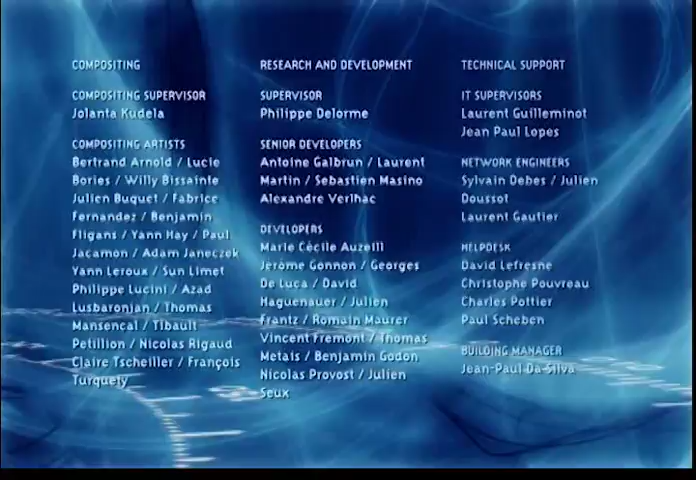 COMPOSITING
COMPOSITING SUPERVISOR
Jolanta Kudela
COMPOSITING ARTISTS
Bertrand Arnold / Lucie
Bories / Willy Bissainte
Julien Buquet / Fabrice
Fernandez / Benjamin
Fligans / Yann Hay / Paul
Jacamon / Adam Janeczek
Yann Leroux / Sun Limet
Philippe Lucini / Azad
Lusbaronian / Thomas
Mansencal / Tibault
Petillion / Nicolas Rigaud
Claire Tscheiller / François
Turquety
RESEARCH AND DEVELOPMENT
SUPERVISOR
Philippe Delorme
SENIOR DEVELOPERS
Antoine Galbrun / Laurent
Martin / Sebastien Masino
Alexandre Verlhac
DEVELOPERS
Marie Cécile Auzeill
Jérôme Gonnon / Georges
De Luca / David
Haguenauer / Julien
Frantz / Romain Maurer
Vincent Fremont / Thomas
Metais / Benjamin Godon
Nicolas Provost / Julien
Seux
TECHNICAL SUPPORT
IT SUPERVISORS
Laurent Guilleminot
Jean Paul Lopes
NETWORK ENGINEERS
Sylvain Debes / Julien
Doussot
Laurent Gautier
HELPDESK
David Lefresne
Christophe Pouvreau
Charles Pottier
Paul Scheben
BUILDING MANAGER
Jean-Paul Da Silva